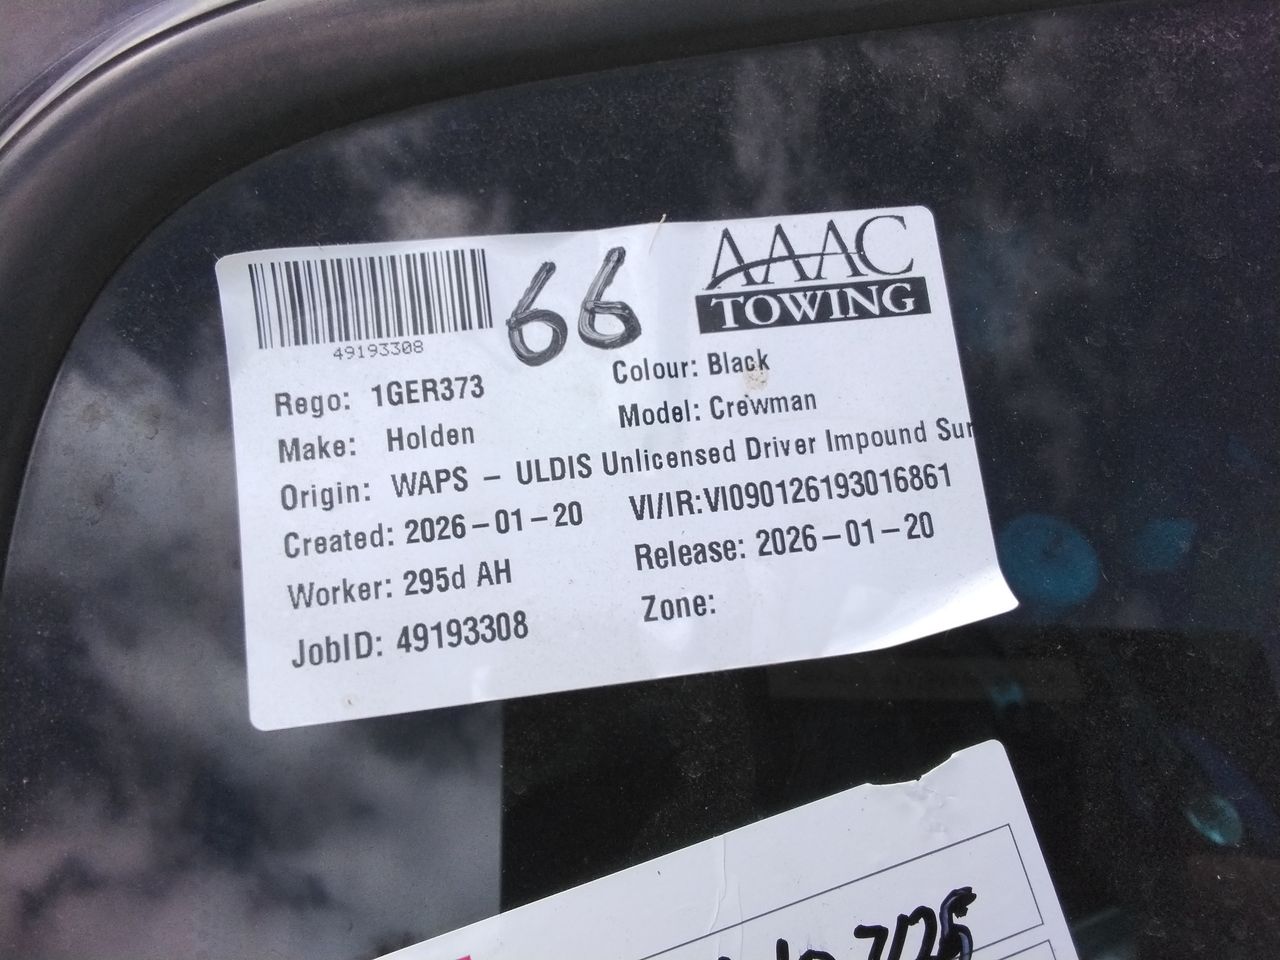 66
AAAC
TOWING
49193308
Rego: 1GER373
Colour: Black
Make: Holden
Model: Crewman
Origin: WAPS – ULDIS Unlicensed Driver Impound Sur
Created: 2026–01–20
VI/IR:VI090126193016861
Worker: 295d AH
Release: 2026–01–20
JobID: 49193308
Zone: